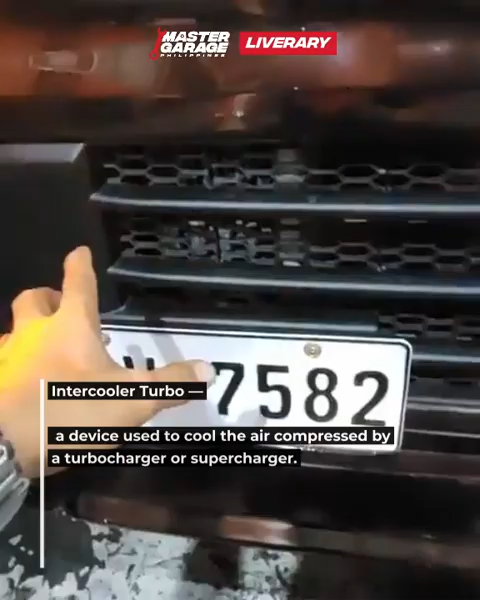 MASTER
GARAGE
PHILIPPINES
LIVERARY
7582
Intercooler Turbo —
a device used to cool the air compressed by
a turbocharger or supercharger.